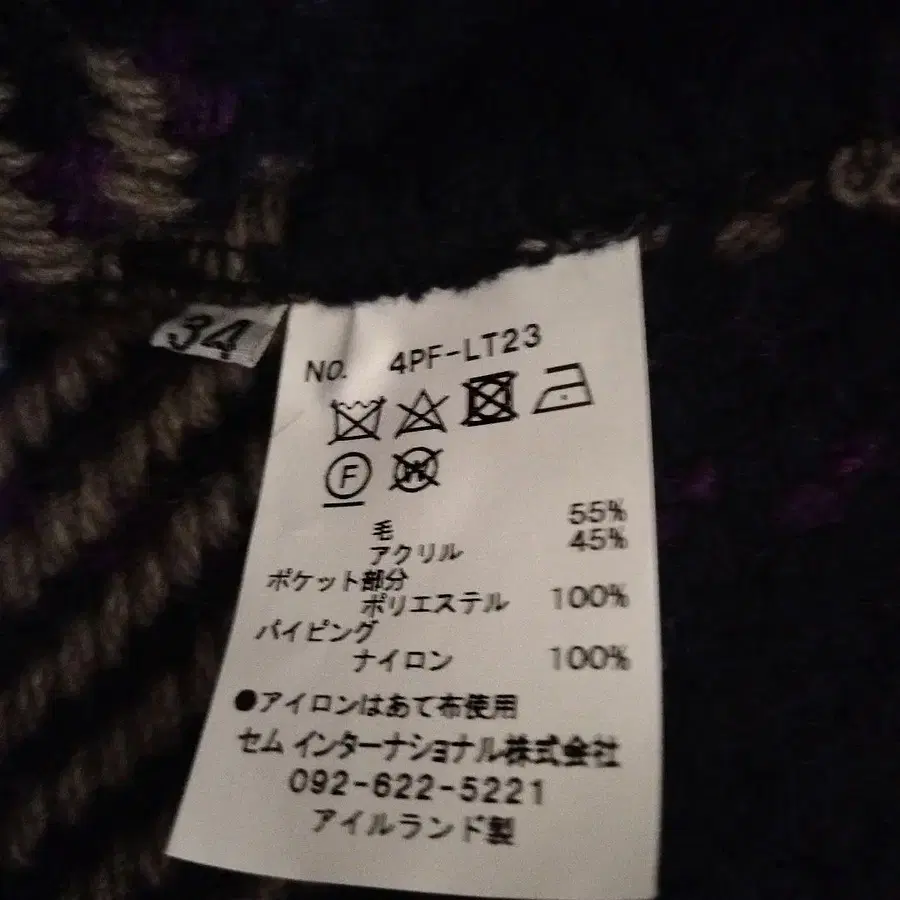 34
NO. 4PF-LT23
F
W
毛 55%
アクリル 45%
ポケット部分
ポリエステル 100%
パイピング
ナイロン 100%
●アイロンはあて布使用
セム インターナショナル株式会社
092-622-5221
アイルランド製